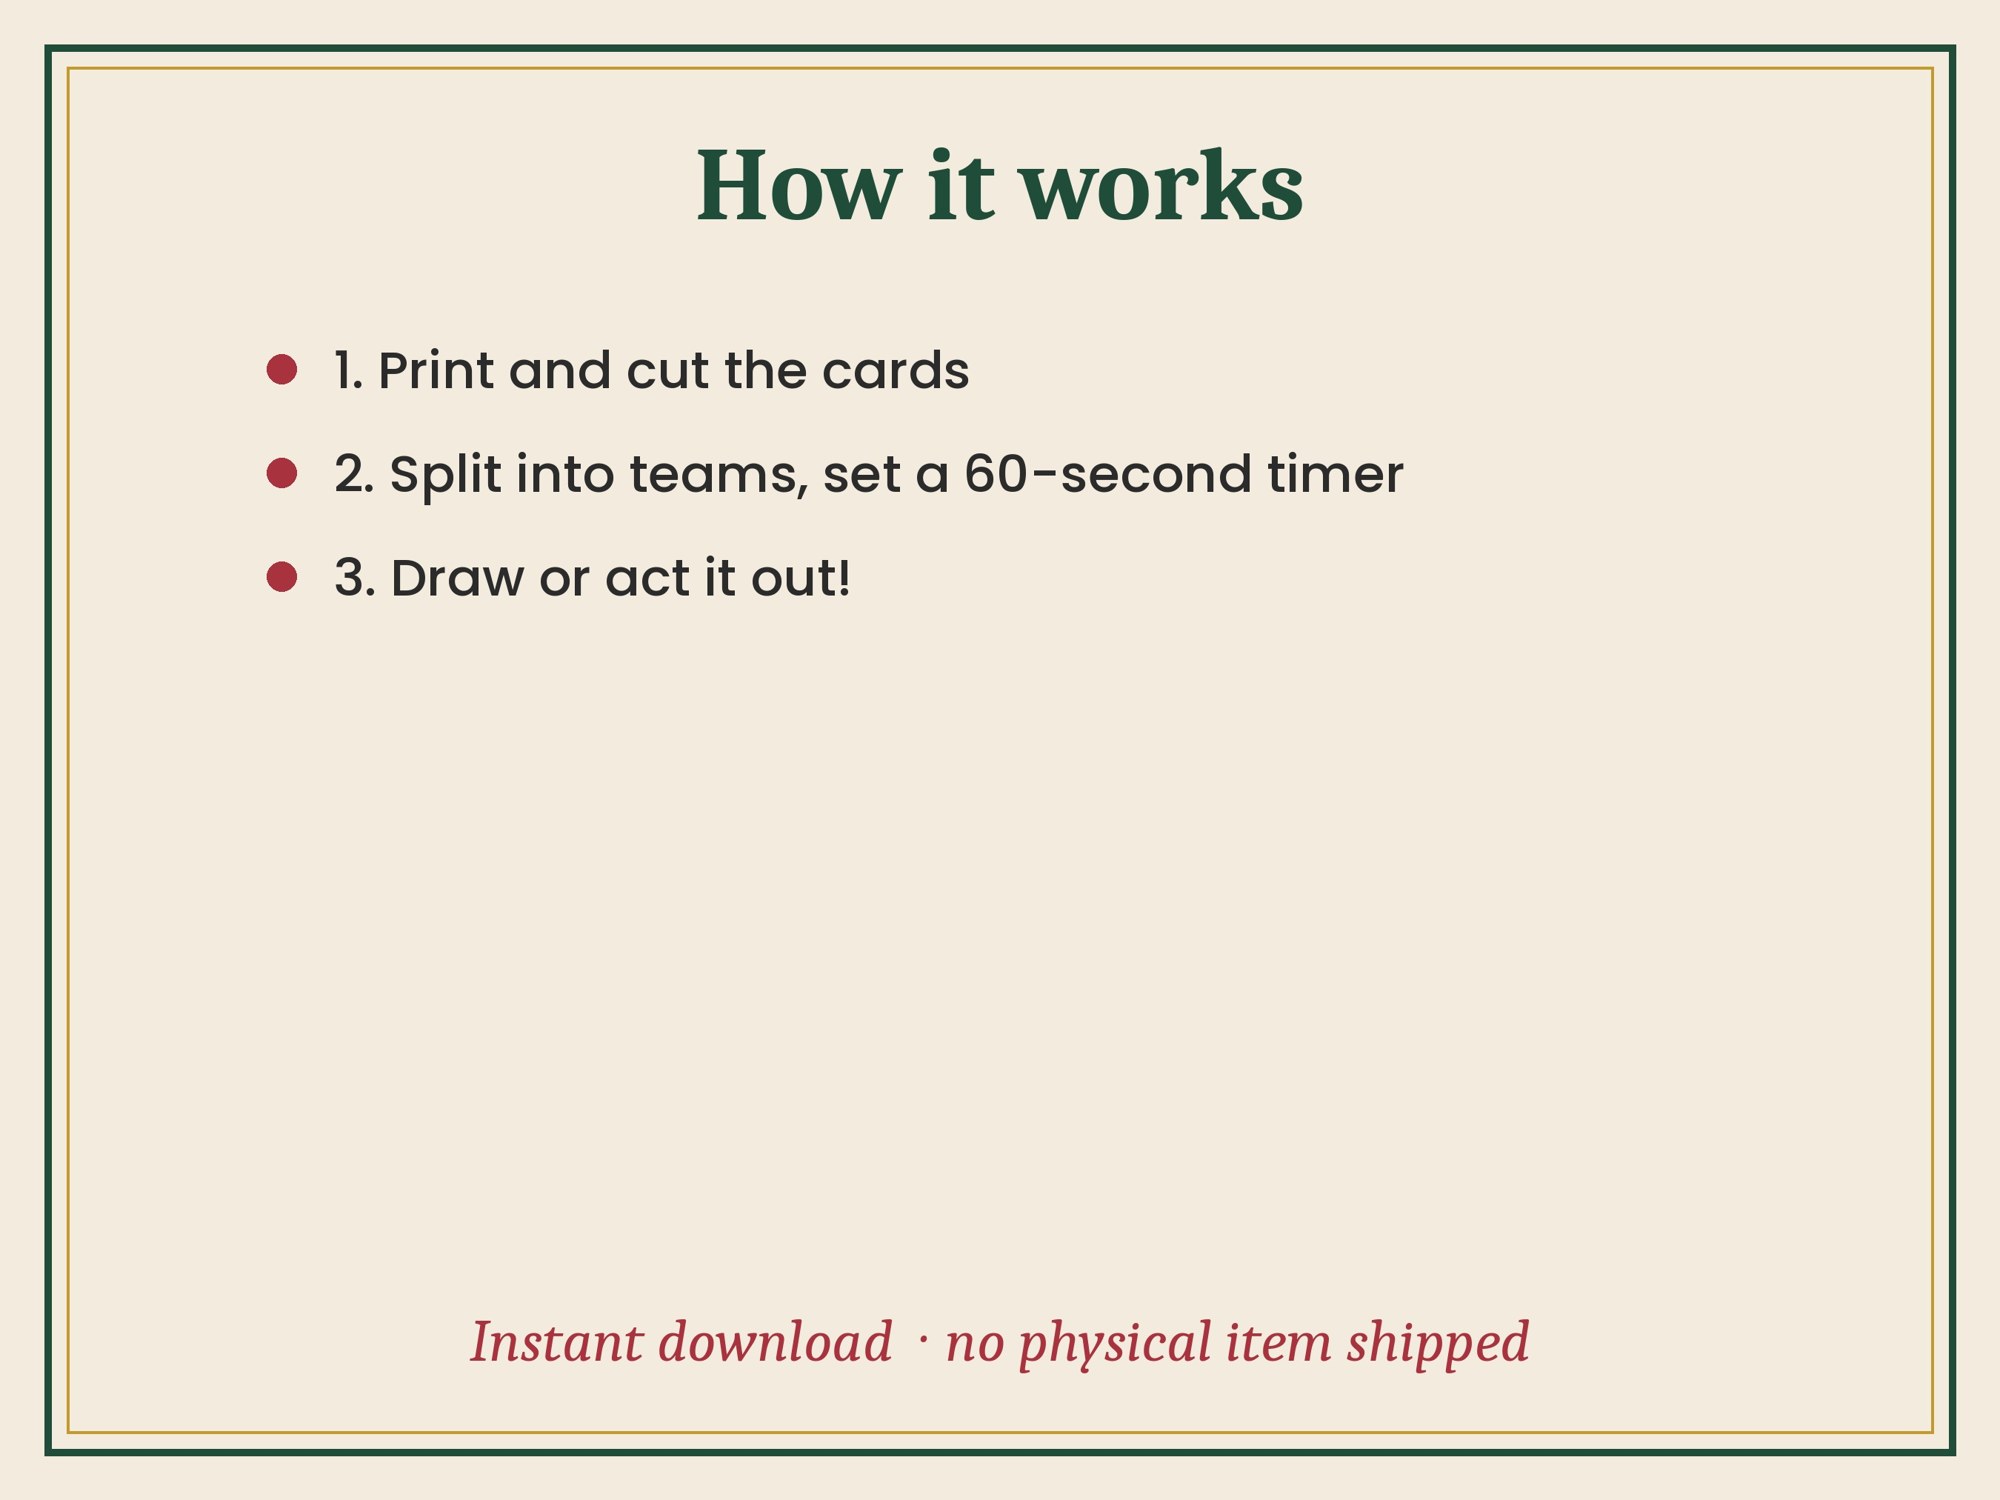 How it works
1. Print and cut the cards
2. Split into teams, set a 60-second timer
3. Draw or act it out!
Instant download · no physical item shipped